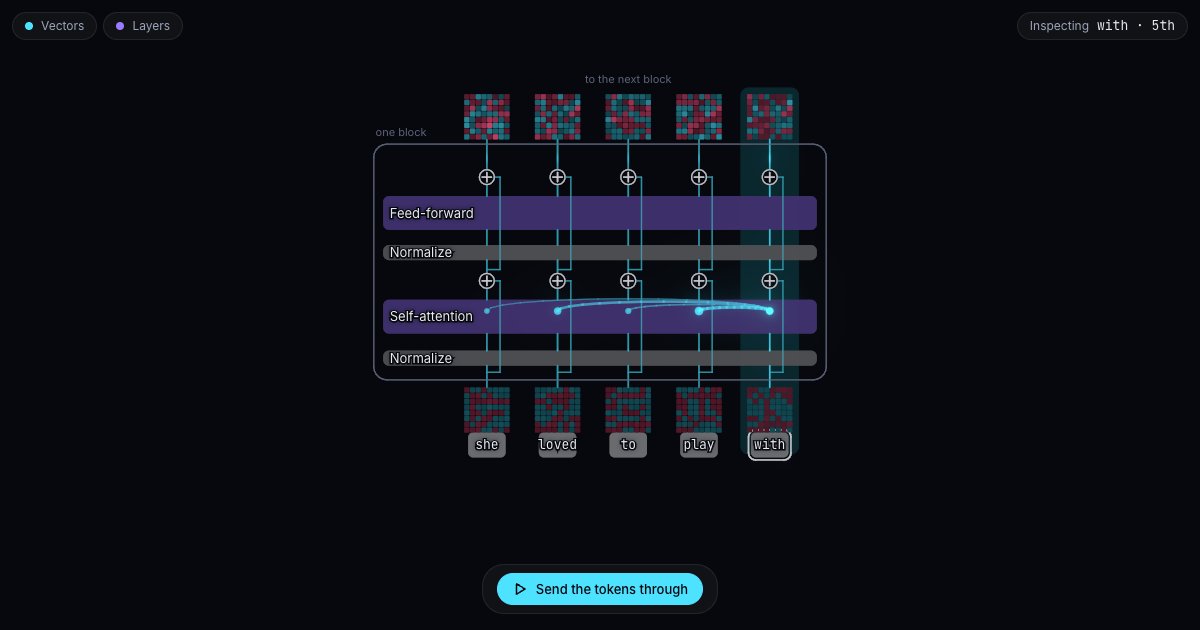 Vectors
Layers
Inspecting with · 5th
to the next block
one block
Feed-forward
Normalize
Self-attention
Normalize
she loved to play with
Send the tokens through